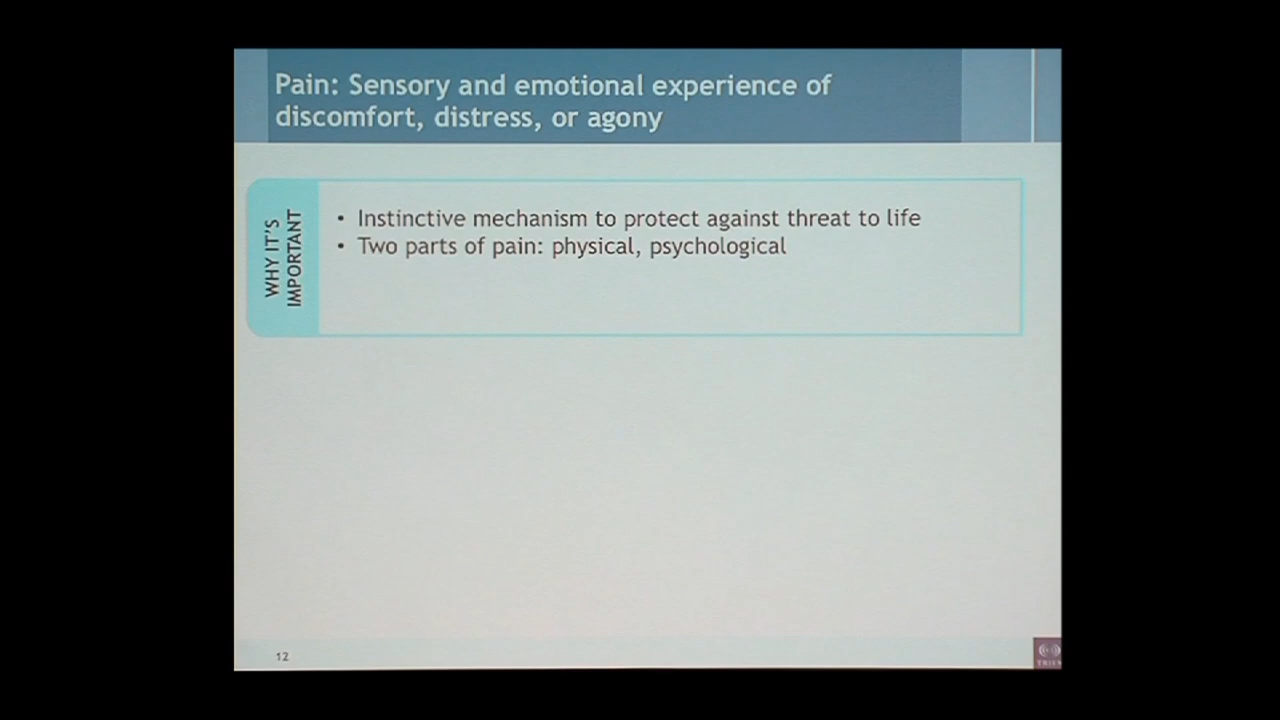 Pain: Sensory and emotional experience of
discomfort, distress, or agony
WHY IT'S
IMPORTANT
• Instinctive mechanism to protect against threat to life
• Two parts of pain: physical, psychological
12